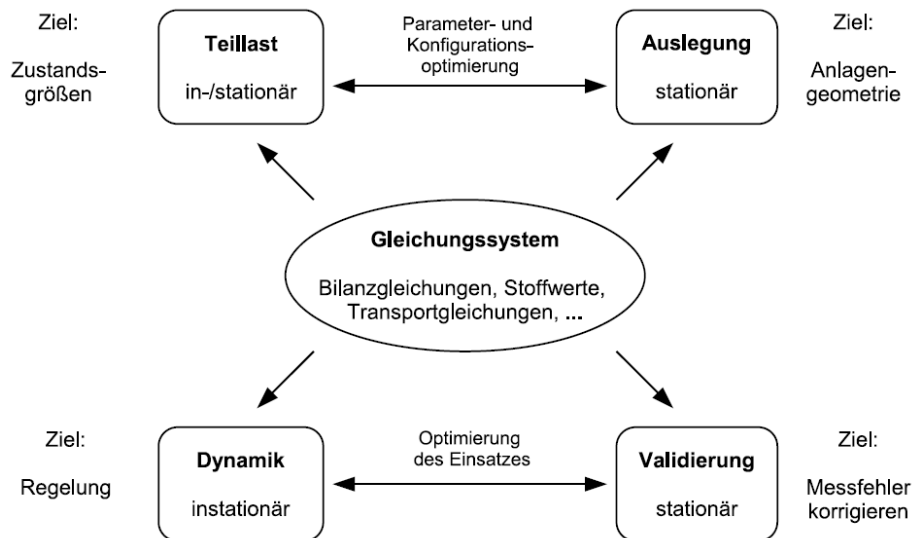 Ziel:
Zustands-
größen
Teillast
in-/stationär
Parameter- und
Konfigurations-
optimierung
Auslegung
stationär
Ziel:
Anlagen-
geometrie
Gleichungssystem
Bilanzgleichungen, Stoffwerte,
Transportgleichungen, ...
Ziel:
Regelung
Dynamik
instationär
Optimierung
des Einsatzes
Validierung
stationär
Ziel:
Messfehler
korrigieren